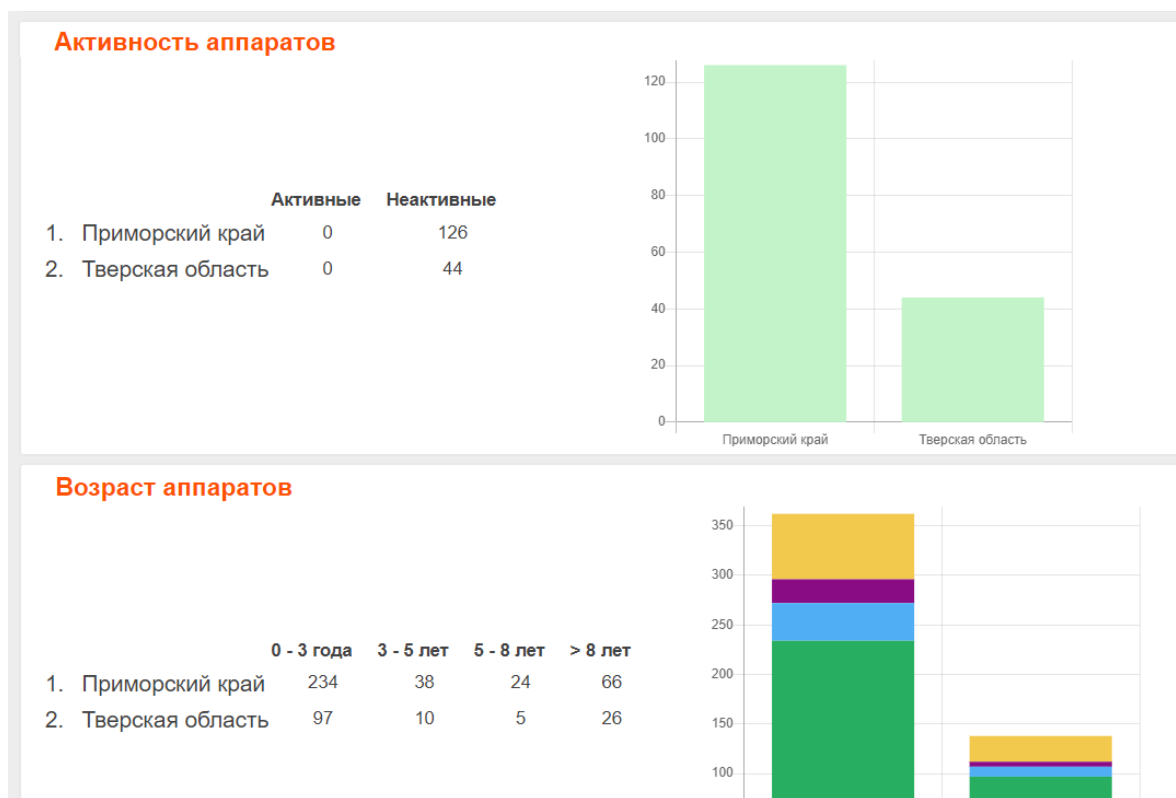 Активность аппаратов
Активные Неактивные
1. Приморский край 0 126
2. Тверская область 0 44
120
100
80
60
40
20
0
Приморский край Тверская область
Возраст аппаратов
0 - 3 года 3 - 5 лет 5 - 8 лет > 8 лет
1. Приморский край 234 38 24 66
2. Тверская область 97 10 5 26
350
300
250
200
150
100